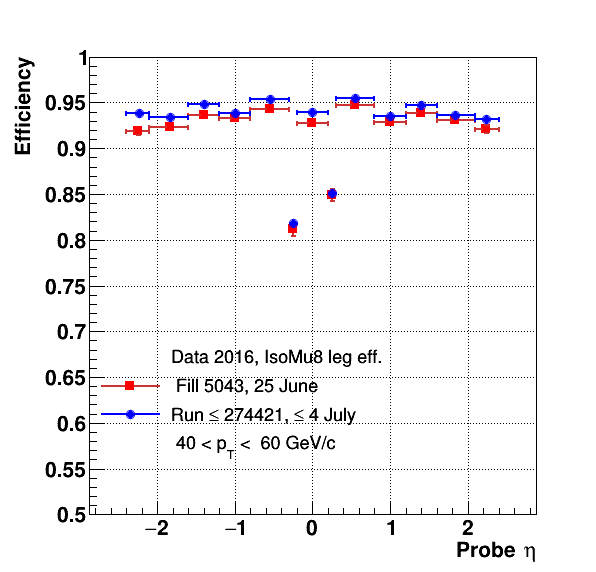 Efficiency
1
0.95
0.9
0.85
0.8
0.75
0.7
0.65
0.6
0.55
0.5
Data 2016, IsoMu8 leg eff.
Fill 5043, 25 June
Run ≤ 274421, ≤ 4 July
40 < p_T < 60 GeV/c
−2 −1 0 1 2
Probe η